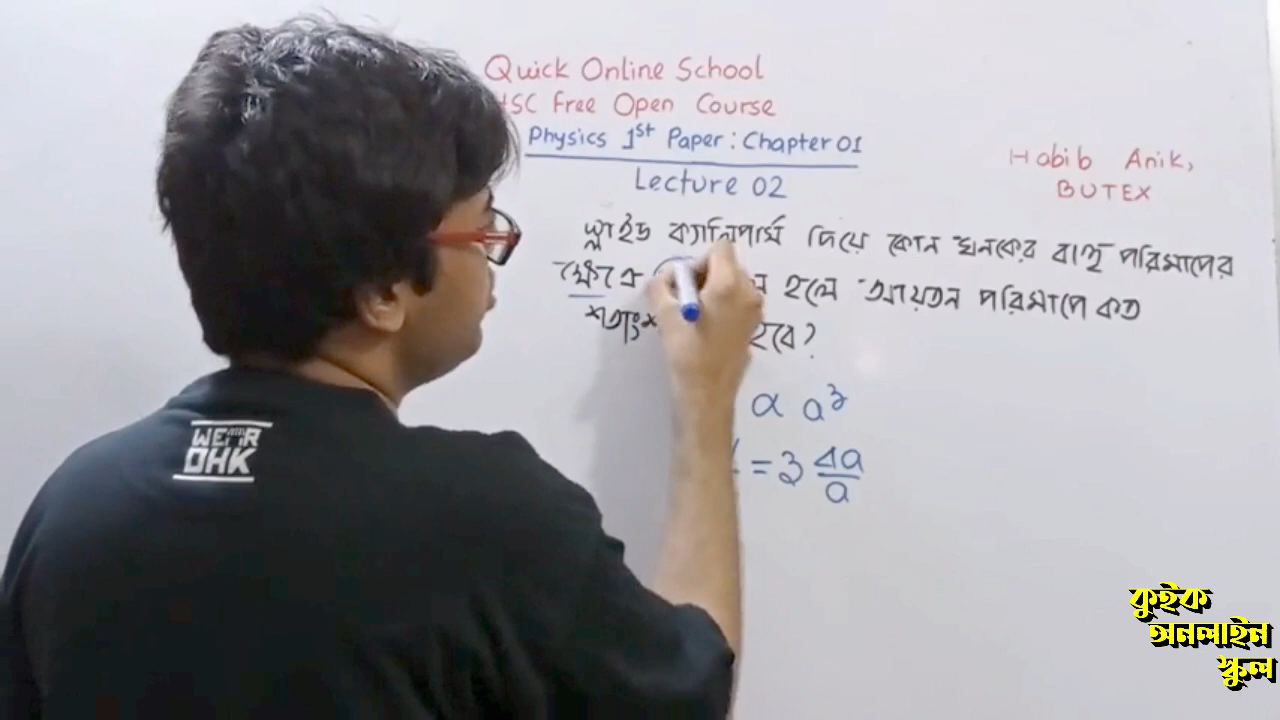 Quick Online School
HSC Free Open Course
Physics 1st Paper : Chapter 01
Lecture 02
Habib Anik,
BUTEX
স্লাইড ক্যালিপার্স দিয়ে কোন ঘনকের বাহু পরিমাপের
ক্ষেত্রে হলে আয়তন পরিমাপে কত
হবে?
α a³
= 3 Δa/a
WE R
DHK
কুইক
অনলাইন
স্কুল